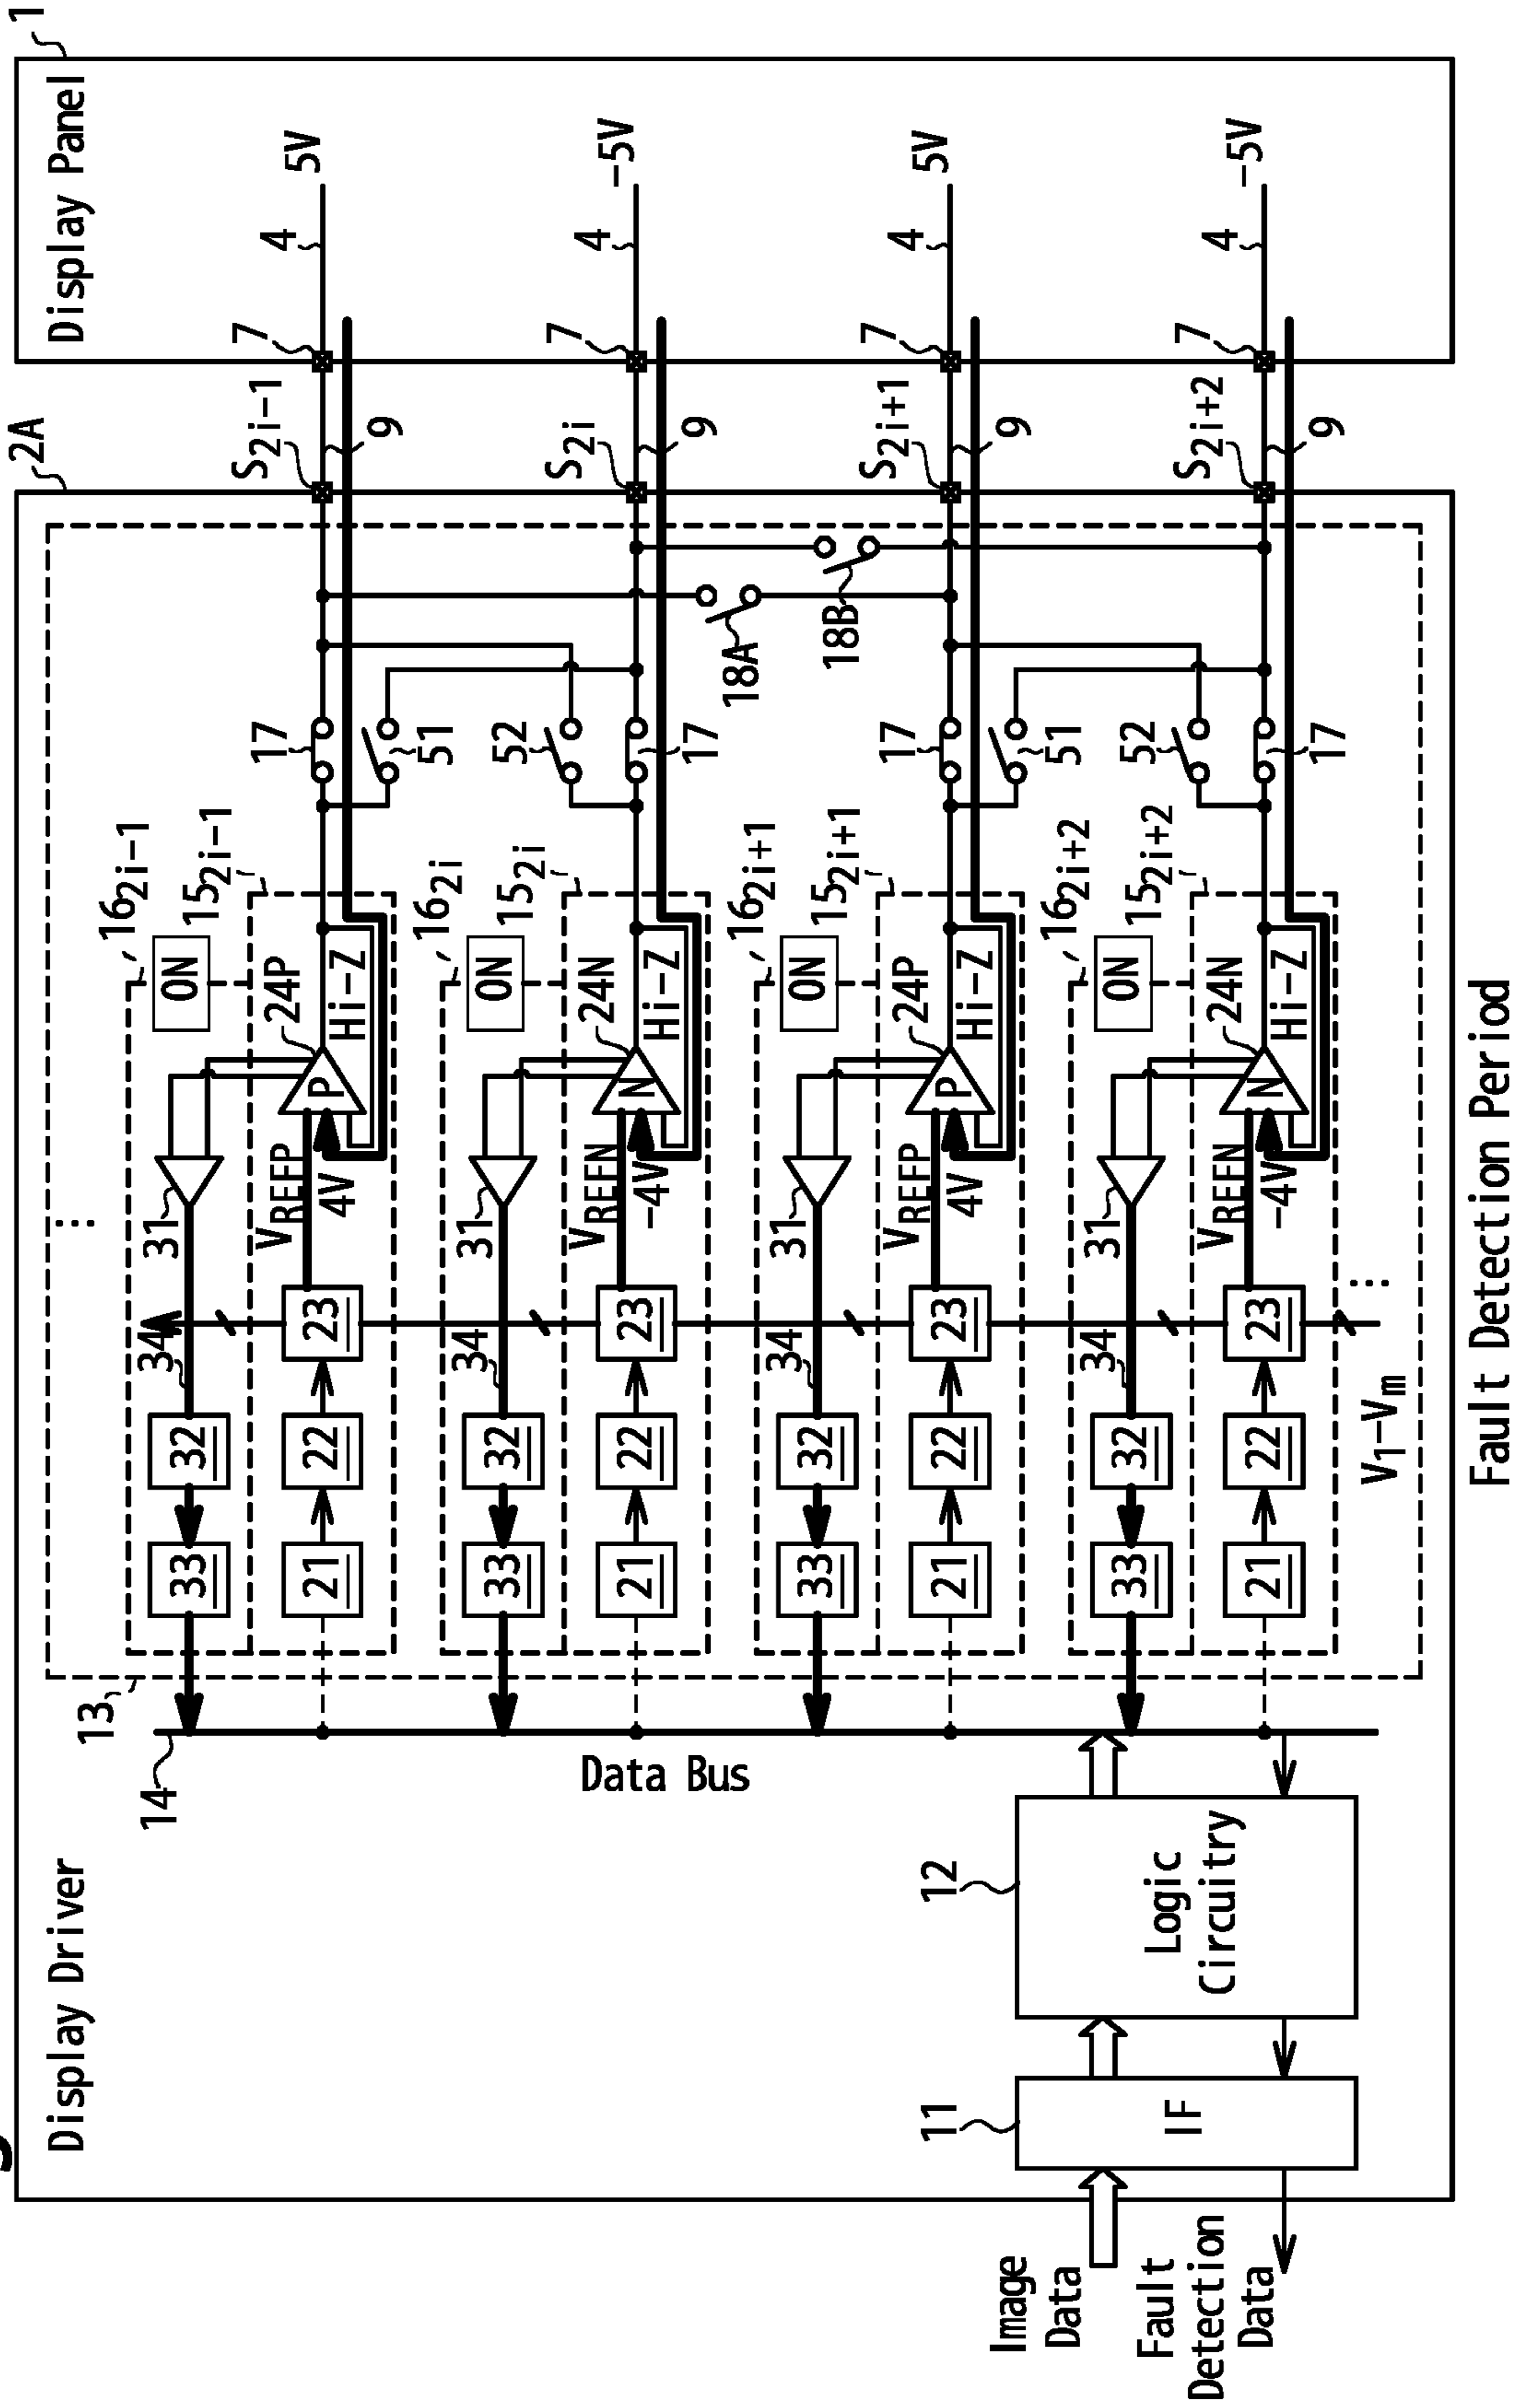 Display Driver
2A
Display Panel
1
13
16₂ᵢ₋₁
ON
15₂ᵢ₋₁
31
34
32
33
24P
P
Hi-Z
V_REFP
4V
23
22
21
17
51
S₂ᵢ₋₁
9
7
4
5V
16₂ᵢ
ON
15₂ᵢ
31
34
32
33
24N
N
Hi-Z
V_REFN
-4V
23
22
21
52
17
S₂ᵢ
9
7
4
-5V
18A
18B
16₂ᵢ₊₁
ON
15₂ᵢ₊₁
31
34
32
33
24P
P
Hi-Z
V_REFP
4V
23
22
21
17
51
S₂ᵢ₊₁
9
7
4
5V
16₂ᵢ₊₂
ON
15₂ᵢ₊₂
31
34
32
33
24N
N
Hi-Z
V_REFN
-4V
23
22
21
52
17
S₂ᵢ₊₂
9
7
4
-5V
V₁-Vₘ
14
Data Bus
12
Logic
Circuitry
11
IF
Image
Data
Fault
Detection
Data
Fault Detection Period